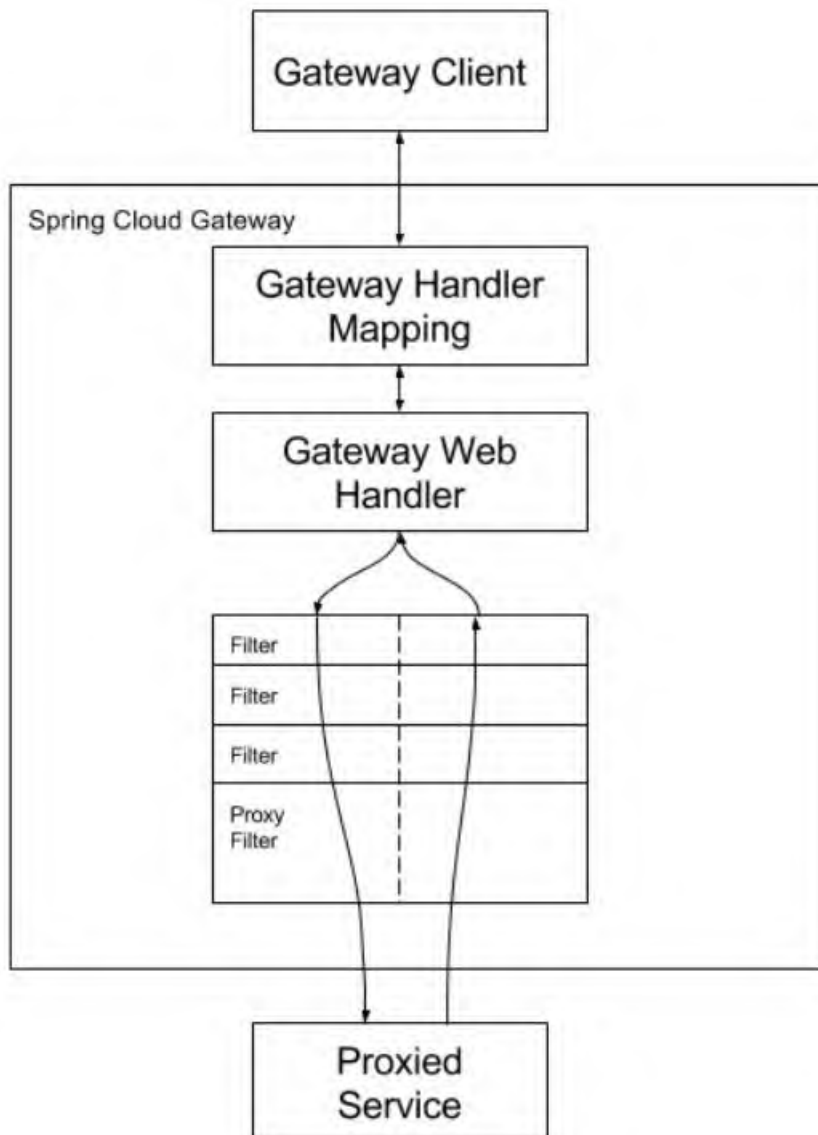 Gateway Client
Spring Cloud Gateway
Gateway Handler
Mapping
Gateway Web
Handler
Filter
Filter
Filter
Proxy
Filter
Proxied
Service